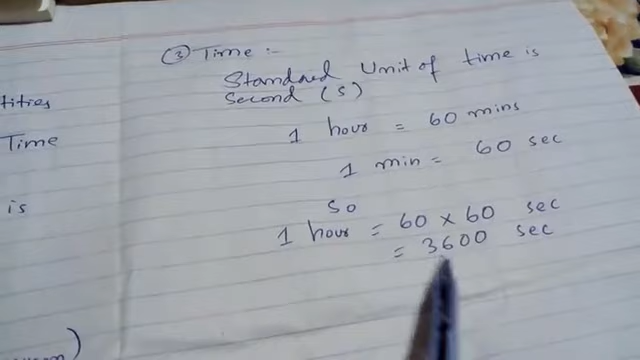 ③ Time :-
Standard Unit of time is
Second (s)
1 hour = 60 mins
1 min = 60 sec
so
1 hour = 60 x 60 sec
= 3600 sec
tities
Time
is